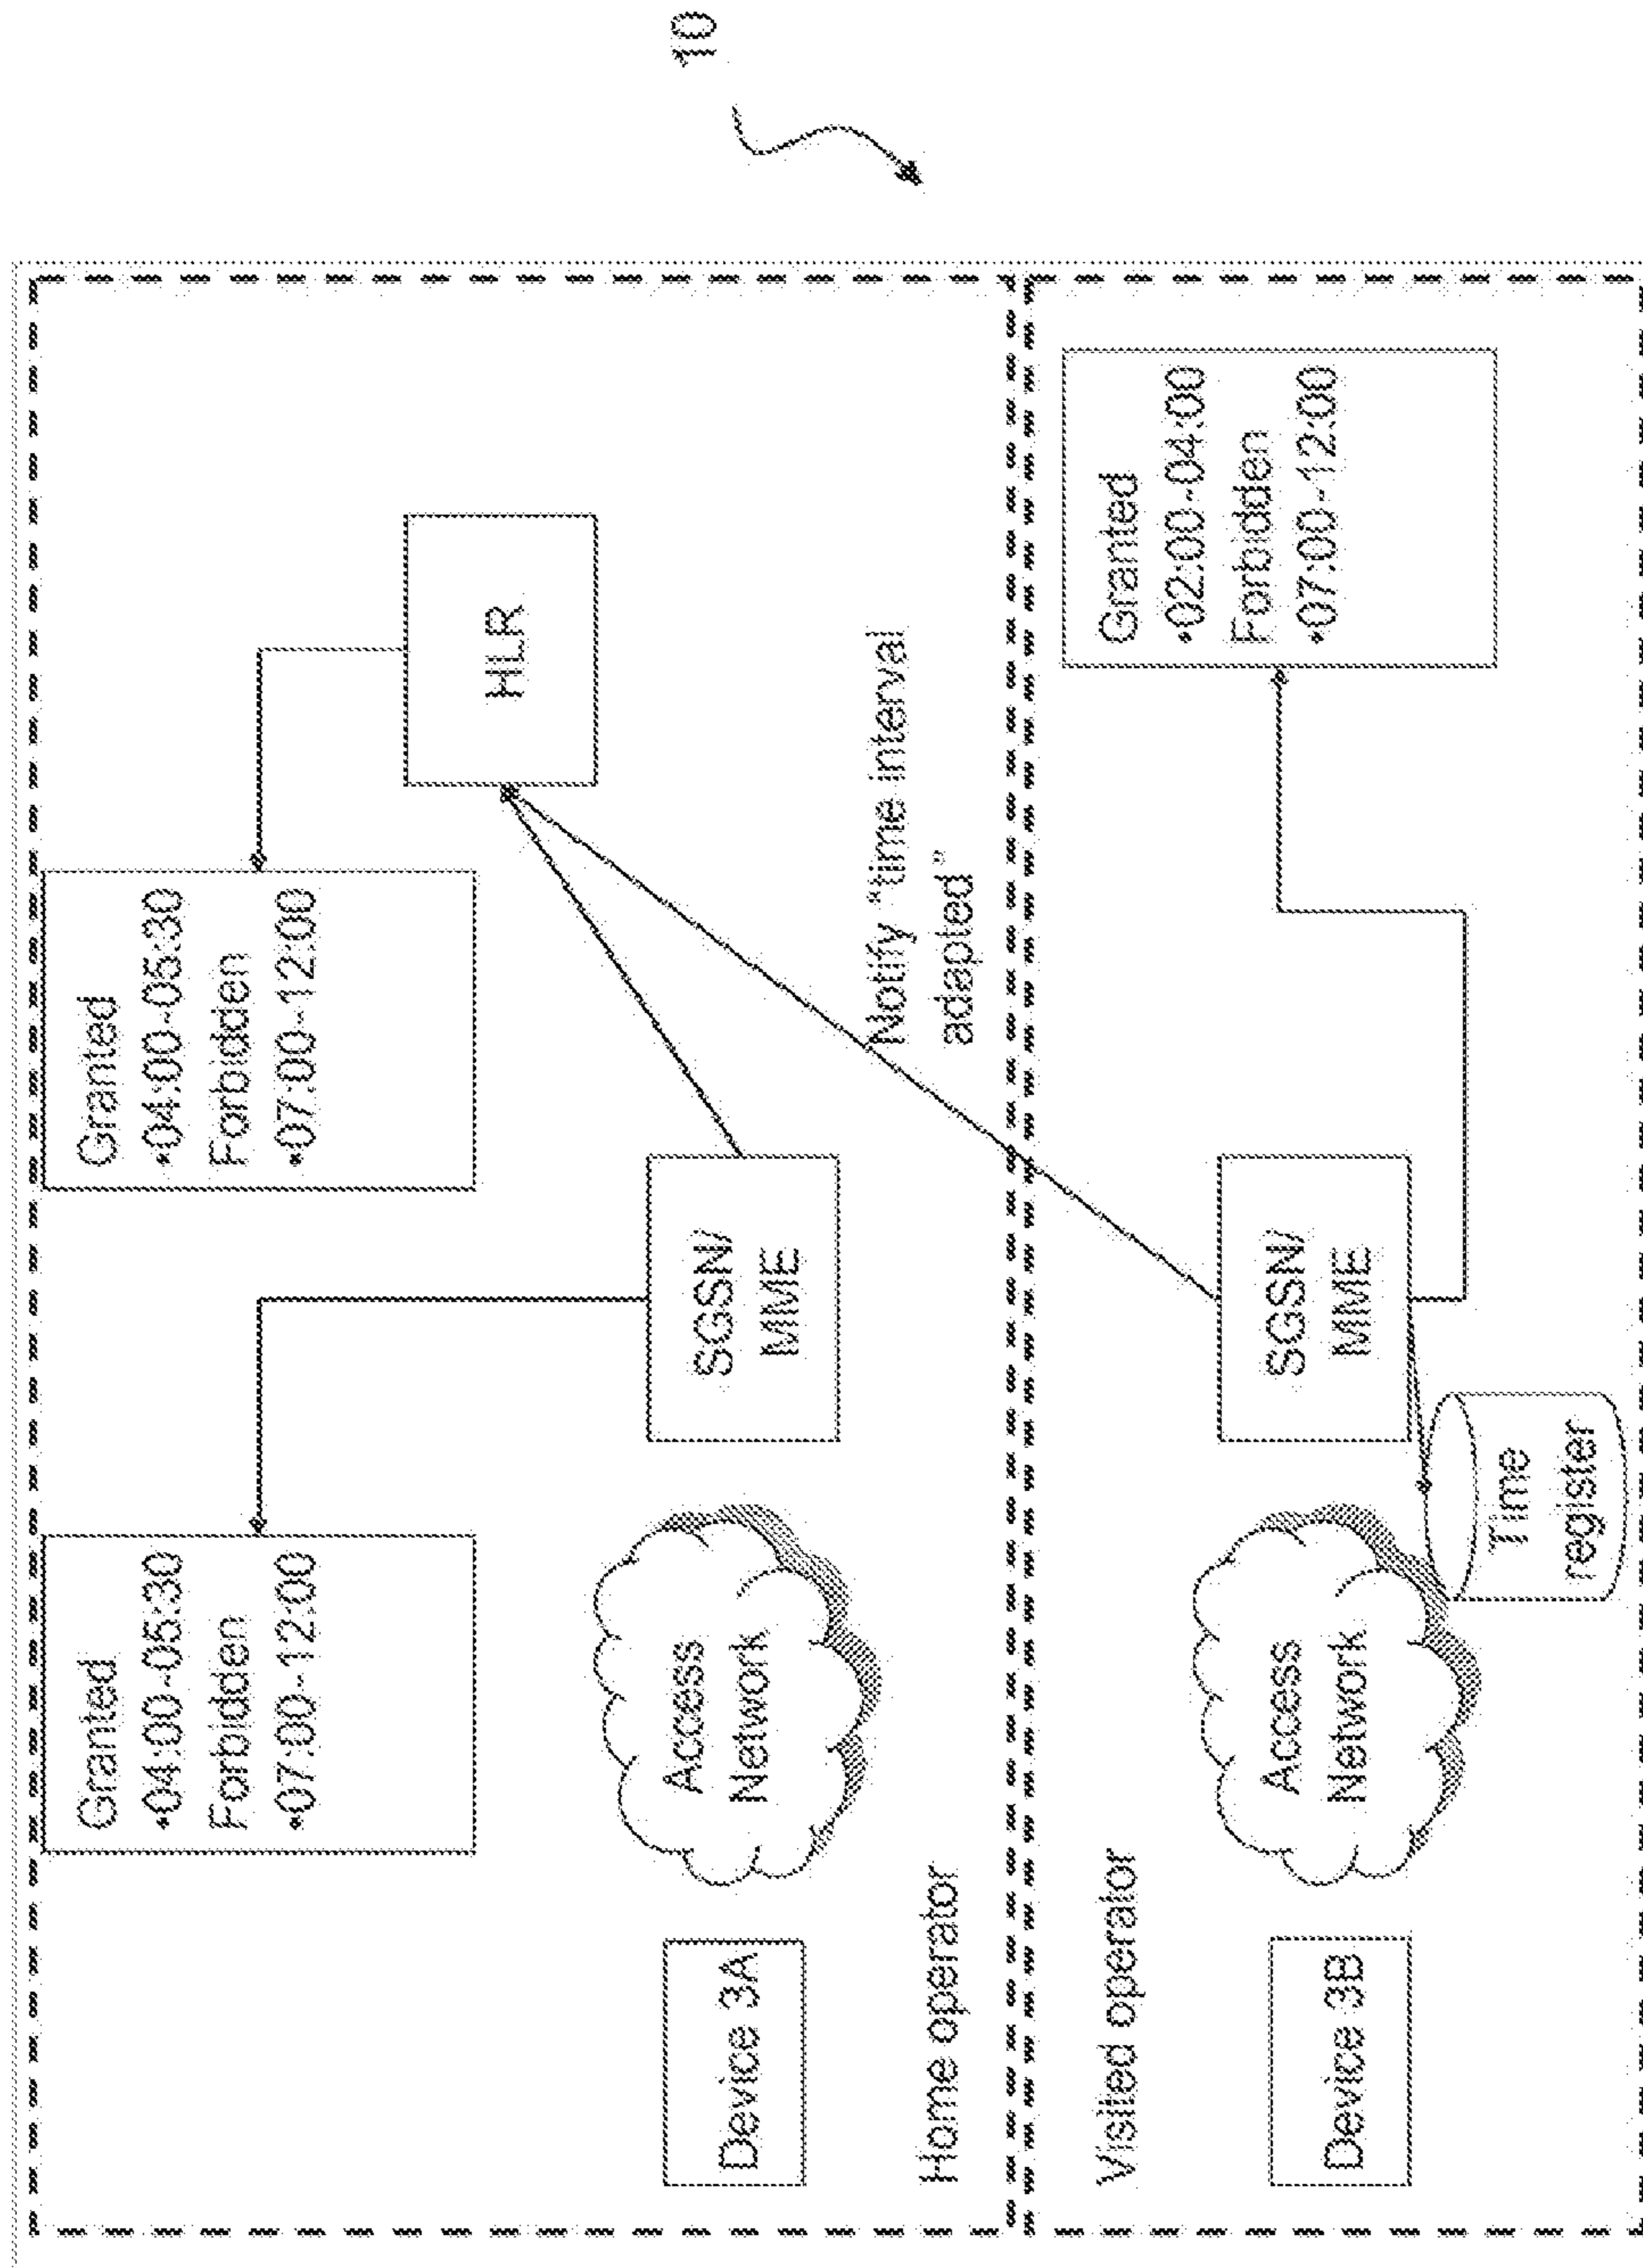 10
Granted
•04:00-05:30
Forbidden
•07:00-12:00
Granted
•04:00-05:30
Forbidden
•07:00-12:00
HLR
SGSN/
MME
Access
Network
Device 3A
Home operator
Notify "time interval
adapted"
Visited operator
Device 3B
Access
Network
SGSN/
MME
Time
register
Granted
•02:00-04:00
Forbidden
•07:00-12:00